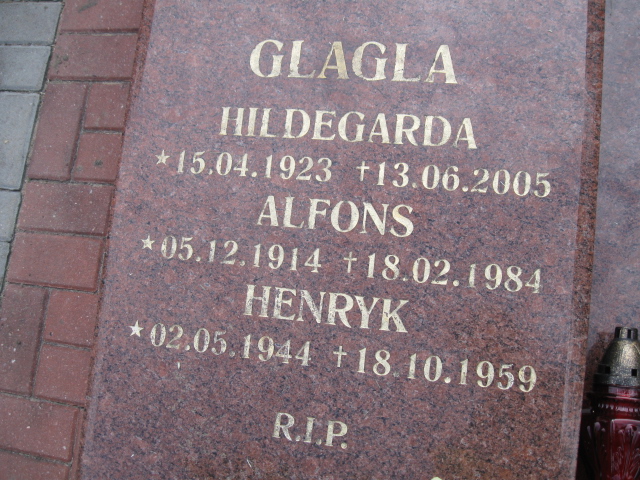 GLAGLA
HILDEGARDA
*15.04.1923 †13.06.2005
ALFONS
*05.12.1914 †18.02.1984
HENRYK
*02.05.1944 †18.10.1959
R.I.P.